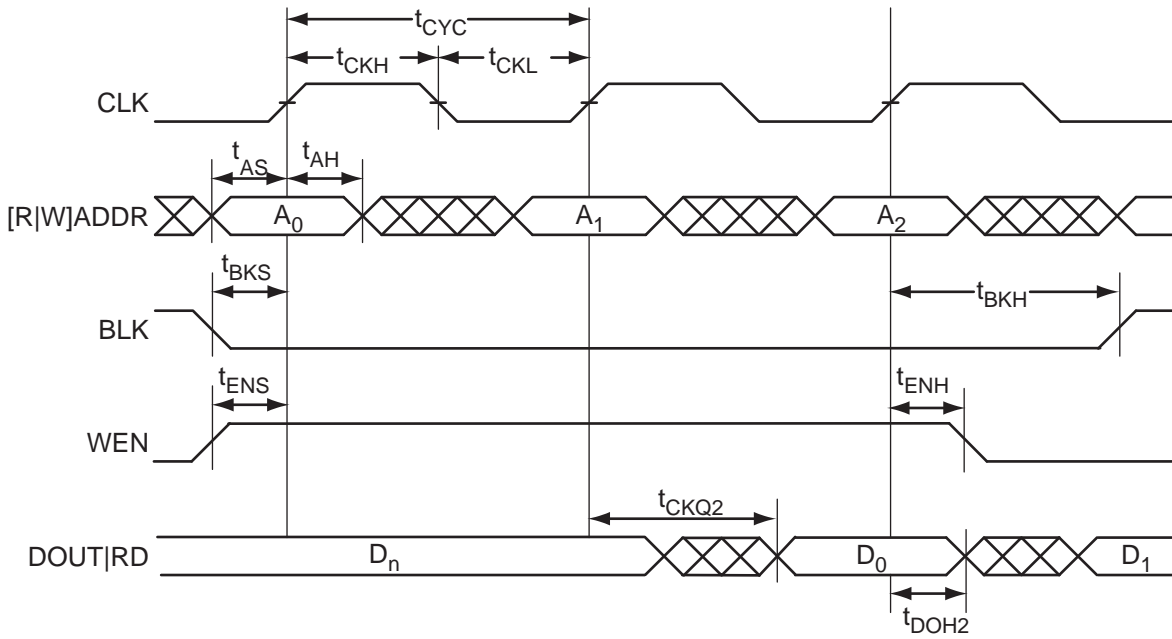 tCYC
tCKH tCKL
CLK
tAS tAH
[R|W]ADDR A0 A1 A2
tBKS tBKH
BLK
tENS tENH
WEN
tCKQ2
DOUT|RD Dn D0 D1
tDOH2